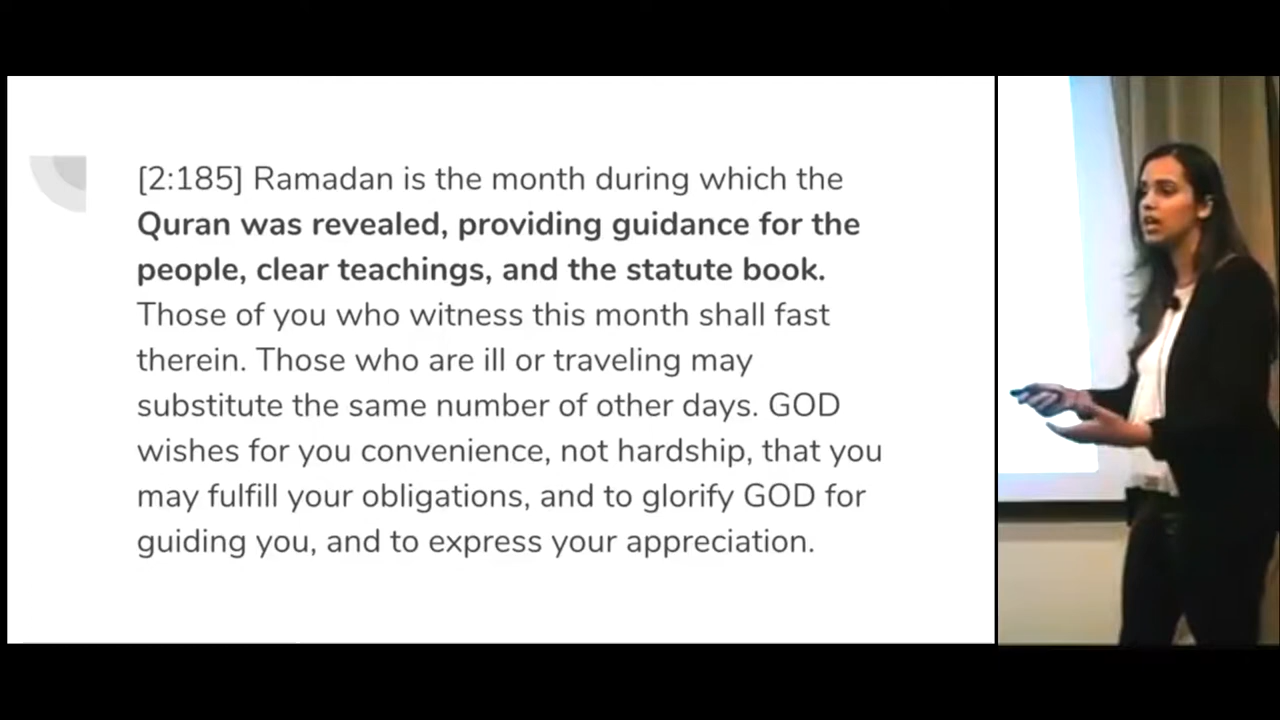 [2:185] Ramadan is the month during which the
Quran was revealed, providing guidance for the
people, clear teachings, and the statute book.
Those of you who witness this month shall fast
therein. Those who are ill or traveling may
substitute the same number of other days. GOD
wishes for you convenience, not hardship, that you
may fulfill your obligations, and to glorify GOD for
guiding you, and to express your appreciation.